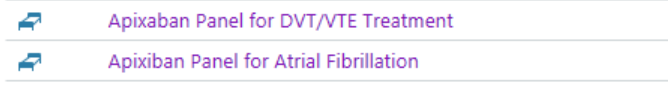 Apixaban Panel for DVT/VTE Treatment
Apixiban Panel for Atrial Fibrillation